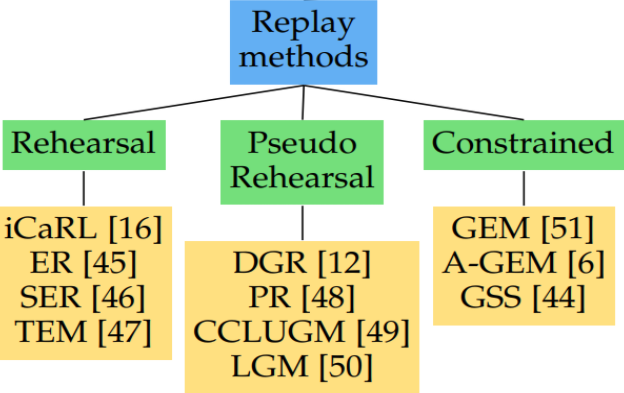 Replay
methods
Rehearsal
Pseudo
Rehearsal
Constrained
iCaRL [16]
ER [45]
SER [46]
TEM [47]
DGR [12]
PR [48]
CCLUGM [49]
LGM [50]
GEM [51]
A-GEM [6]
GSS [44]